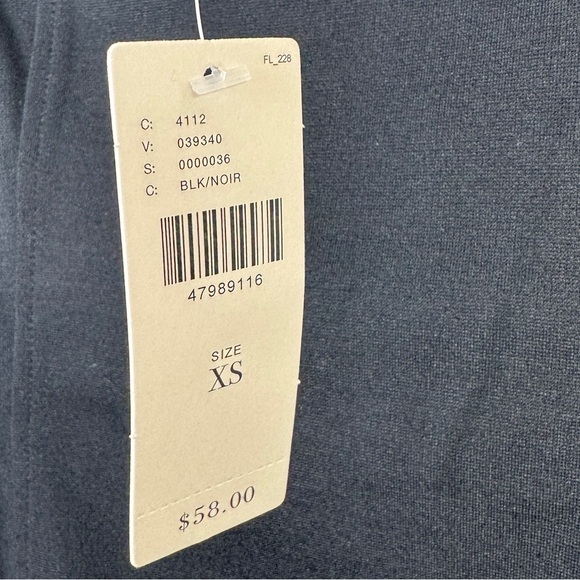 FL_228
C: 4112
V: 039340
S: 0000036
C: BLK/NOIR
47989116
SIZE
XS
$58.00